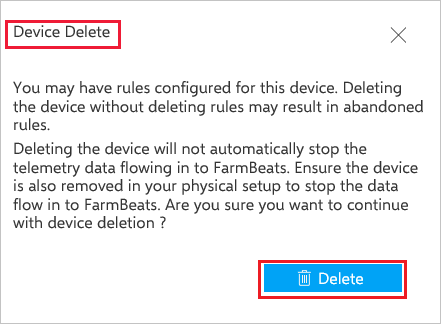 Device Delete
You may have rules configured for this device. Deleting
the device without deleting rules may result in abandoned
rules.
Deleting the device will not automatically stop the
telemetry data flowing in to FarmBeats. Ensure the device
is also removed in your physical setup to stop the data
flow in to FarmBeats. Are you sure you want to continue
with device deletion ?
Delete